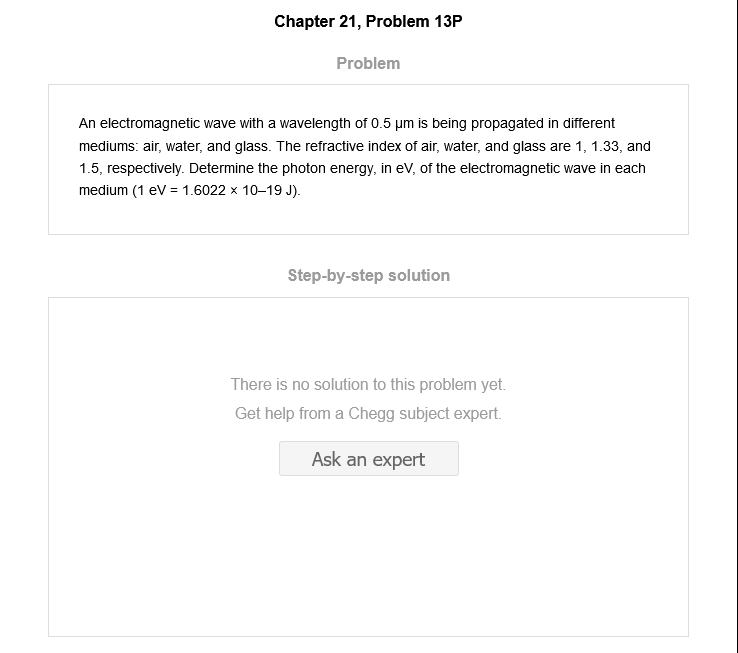 Chapter 21, Problem 13P
Problem
An electromagnetic wave with a wavelength of 0.5 µm is being propagated in different
mediums: air, water, and glass. The refractive index of air, water, and glass are 1, 1.33, and
1.5, respectively. Determine the photon energy, in eV, of the electromagnetic wave in each
medium (1 eV = 1.6022 × 10–19 J).
Step-by-step solution
There is no solution to this problem yet.
Get help from a Chegg subject expert.
Ask an expert